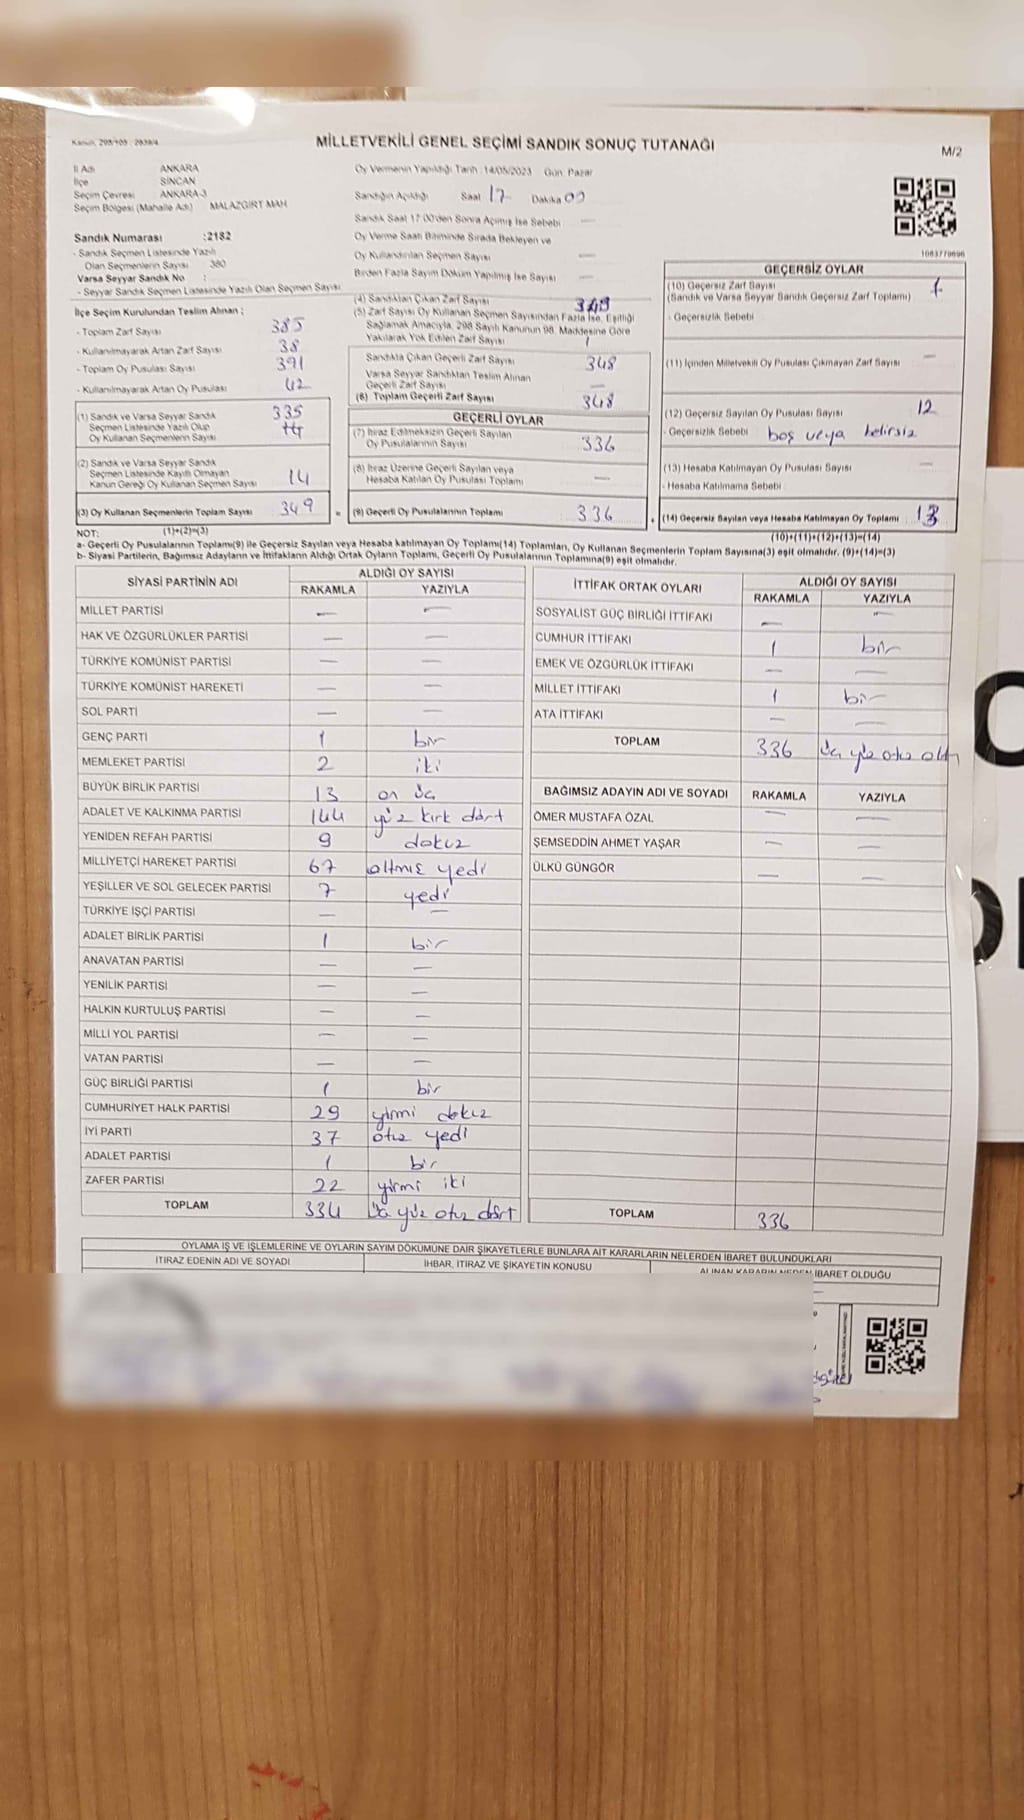 Kanun, 298/105 : 2839/4
MİLLETVEKİLİ GENEL SEÇİMİ SANDIK SONUÇ TUTANAĞI
M/2
İl Adı ANKARA
İlçe SİNCAN
Seçim Çevresi ANKARA-3
Seçim Bölgesi (Mahalle Adı) MALAZGİRT MAH
Sandık Numarası :2182
- Sandık Seçmen Listesinde Yazılı
Olan Seçmenlerin Sayısı : 380
Varsa Seyyar Sandık No :
- Seyyar Sandık Seçmen Listesinde Yazılı Olan Seçmen Sayısı
Oy Vermenin Yapıldığı Tarih :14/05/2023 Gün: Pazar
Sandığın Açıldığı Saat 17 Dakika 00
Sandık Saat 17:00'den Sonra Açılmış İse Sebebi —
Oy Verme Saati Bitiminde Sırada Bekleyen ve
Oy Kullandırılan Seçmen Sayısı —
Birden Fazla Sayım Döküm Yapılmış İse Sayısı —
1083770696
İlçe Seçim Kurulundan Teslim Alınan ;
- Toplam Zarf Sayısı 385
- Kullanılmayarak Artan Zarf Sayısı 38
- Toplam Oy Pusulası Sayısı 391
- Kullanılmayarak Artan Oy Pusulası 42
(1) Sandık ve Varsa Seyyar Sandık
Seçmen Listesinde Yazılı Olup
Oy Kullanan Seçmenlerin Sayısı 335
(2) Sandık ve Varsa Seyyar Sandık
Seçmen Listesinde Kayıtlı Olmayan
Kanun Gereği Oy Kullanan Seçmen Sayısı 14
(3) Oy Kullanan Seçmenlerin Toplam Sayısı 349
(4) Sandıktan Çıkan Zarf Sayısı 349
(5) Zarf Sayısı Oy Kullanan Seçmen Sayısından Fazla İse, Eşitliği
Sağlamak Amacıyla, 298 Sayılı Kanunun 98. Maddesine Göre
Yakılarak Yok Edilen Zarf Sayısı 1
Sandıkta Çıkan Geçerli Zarf Sayısı 348
Varsa Seyyar Sandıktan Teslim Alınan
Geçerli Zarf Sayısı —
(6) Toplam Geçerli Zarf Sayısı 348
GEÇERLİ OYLAR
(7) İtiraz Edilmeksizin Geçerli Sayılan
Oy Pusulalarının Sayısı 336
(8) İtiraz Üzerine Geçerli Sayılan veya
Hesaba Katılan Oy Pusulası Toplamı —
= (9) Geçerli Oy Pusulalarının Toplamı 336
GEÇERSİZ OYLAR
(10) Geçersiz Zarf Sayısı
(Sandık ve Varsa Seyyar Sandık Geçersiz Zarf Toplamı) 1
- Geçersizlik Sebebi
(11) İçinden Milletvekili Oy Pusulası Çıkmayan Zarf Sayısı —
(12) Geçersiz Sayılan Oy Pusulası Sayısı 12
- Geçersizlik Sebebi : boş veya belirsiz
(13) Hesaba Katılmayan Oy Pusulası Sayısı —
- Hesaba Katılmama Sebebi :
+ (14) Geçersiz Sayılan veya Hesaba Katılmayan Oy Toplamı 13
NOT: (1)+(2)=(3)
(10)+(11)+(12)+(13)=(14)
a- Geçerli Oy Pusulalarının Toplamı(9) ile Geçersiz Sayılan veya Hesaba katılmayan Oy Toplamı(14) Toplamları, Oy Kullanan Seçmenlerin Toplam Sayısına(3) eşit olmalıdır. (9)+(14)=(3)
b- Siyasi Partilerin, Bağımsız Adayların ve İttifakların Aldığı Ortak Oyların Toplamı, Geçerli Oy Pusulalarının Toplamına(9) eşit olmalıdır.
SİYASİ PARTİNİN ADI ALDIĞI OY SAYISI
RAKAMLA YAZIYLA
MİLLET PARTİSİ — —
HAK VE ÖZGÜRLÜKLER PARTİSİ — —
TÜRKİYE KOMÜNİST PARTİSİ — —
TÜRKİYE KOMÜNİST HAREKETİ — —
SOL PARTİ — —
GENÇ PARTİ 1 bir
MEMLEKET PARTİSİ 2 iki
BÜYÜK BİRLİK PARTİSİ 13 on üç
ADALET VE KALKINMA PARTİSİ 144 yüz kırk dört
YENİDEN REFAH PARTİSİ 9 dokuz
MİLLİYETÇİ HAREKET PARTİSİ 67 altmış yedi
YEŞİLLER VE SOL GELECEK PARTİSİ 7 yedi
TÜRKİYE İŞÇİ PARTİSİ — —
ADALET BİRLİK PARTİSİ 1 bir
ANAVATAN PARTİSİ — —
YENİLİK PARTİSİ — —
HALKIN KURTULUŞ PARTİSİ — —
MİLLİ YOL PARTİSİ — —
VATAN PARTİSİ — —
GÜÇ BİRLİĞİ PARTİSİ 1 bir
CUMHURİYET HALK PARTİSİ 29 yirmi dokuz
İYİ PARTİ 37 otuz yedi
ADALET PARTİSİ 1 bir
ZAFER PARTİSİ 22 yirmi iki
TOPLAM 334 üç yüz otuz dört
İTTİFAK ORTAK OYLARI ALDIĞI OY SAYISI
RAKAMLA YAZIYLA
SOSYALİST GÜÇ BİRLİĞİ İTTİFAKI — —
CUMHUR İTTİFAKI 1 bir
EMEK VE ÖZGÜRLÜK İTTİFAKI — —
MİLLET İTTİFAKI 1 bir
ATA İTTİFAKI — —
TOPLAM 336 üç yüz otuz altı
BAĞIMSIZ ADAYIN ADI VE SOYADI RAKAMLA YAZIYLA
ÖMER MUSTAFA ÖZAL — —
ŞEMSEDDİN AHMET YAŞAR — —
ÜLKÜ GÜNGÖR — —
TOPLAM 336
OYLAMA İŞ VE İŞLEMLERİNE VE OYLARIN SAYIM DÖKÜMÜNE DAİR ŞİKAYETLERLE BUNLARA AİT KARARLARIN NELERDEN İBARET BULUNDUKLARI
İTİRAZ EDENİN ADI VE SOYADI İHBAR, İTİRAZ VE ŞİKAYETİN KONUSU ALINAN KARARIN NEDEN İBARET OLDUĞU